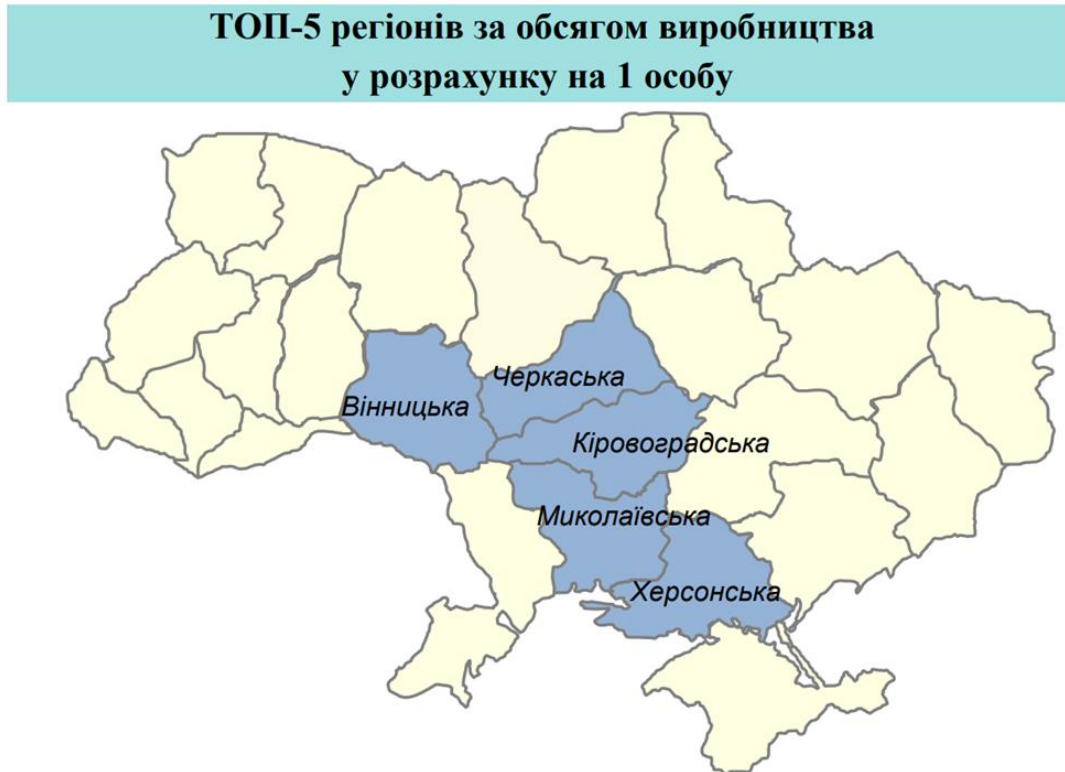 ТОП-5 регіонів за обсягом виробництва
у розрахунку на 1 особу
Черкаська
Вінницька
Кіровоградська
Миколаївська
Херсонська